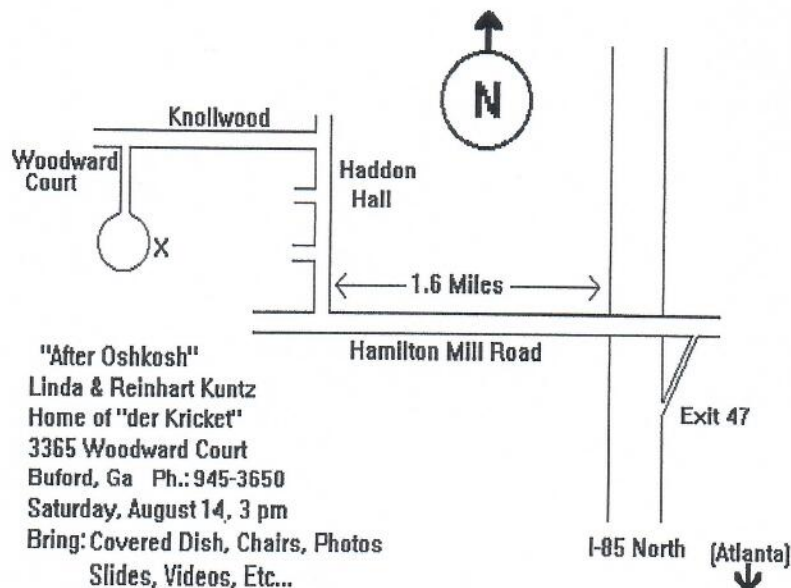 N
Knollwood
Woodward
Court
Haddon
Hall
X
1.6 Miles
Hamilton Mill Road
Exit 47
"After Oshkosh"
Linda & Reinhart Kuntz
Home of "der Kricket"
3365 Woodward Court
Buford, Ga Ph.: 945-3650
Saturday, August 14, 3 pm
Bring: Covered Dish, Chairs, Photos
Slides, Videos, Etc...
I-85 North
(Atlanta)